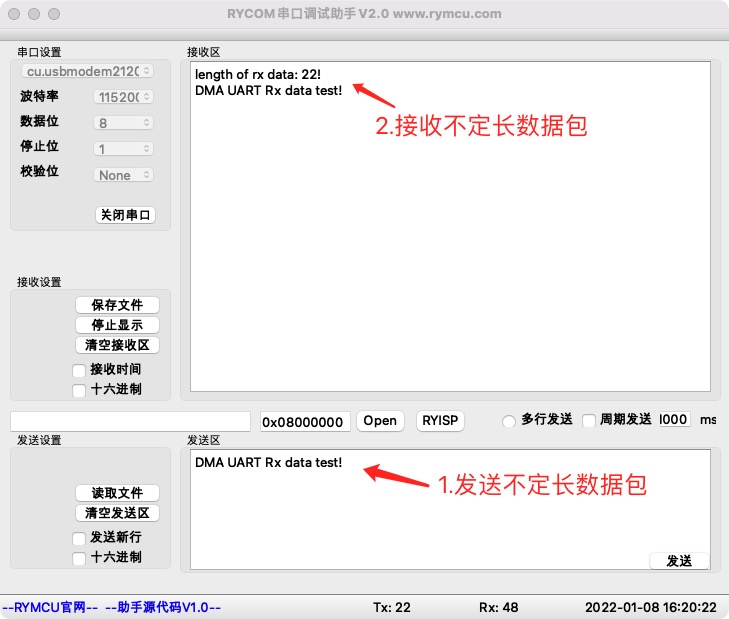 RYCOM串口调试助手V2.0 www.rymcu.com
串口设置
cu.usbmodem2120
波特率
115200
数据位
8
停止位
1
校验位
None
关闭串口
接收区
length of rx data: 22!
DMA UART Rx data test!
2.接收不定长数据包
接收设置
保存文件
停止显示
清空接收区
接收时间
十六进制
0x08000000
Open
RYISP
多行发送
周期发送
1000
ms
发送设置
读取文件
清空发送区
发送新行
十六进制
发送区
DMA UART Rx data test!
1.发送不定长数据包
发送
--RYMCU官网-- --助手源代码V1.0--
Tx: 22
Rx: 48
2022-01-08 16:20:22